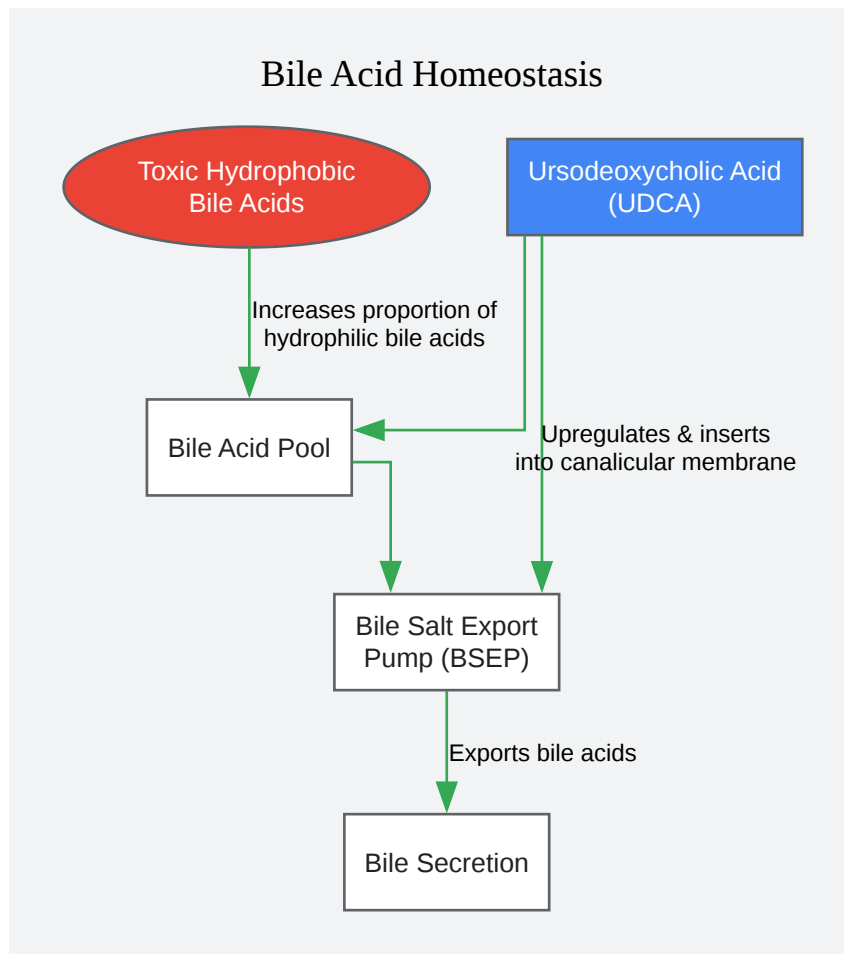 Bile Acid Homeostasis
Toxic Hydrophobic
Bile Acids
Ursodeoxycholic Acid
(UDCA)
Increases proportion of
hydrophilic bile acids
Bile Acid Pool
Upregulates & inserts
into canalicular membrane
Bile Salt Export
Pump (BSEP)
Exports bile acids
Bile Secretion